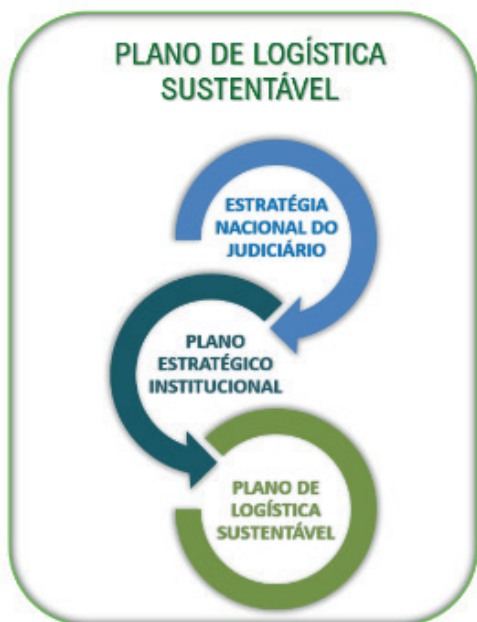 PLANO DE LOGÍSTICA
SUSTENTÁVEL
ESTRATÉGIA
NACIONAL DO
JUDICIÁRIO
PLANO
ESTRATÉGICO
INSTITUCIONAL
PLANO DE
LOGÍSTICA
SUSTENTÁVEL